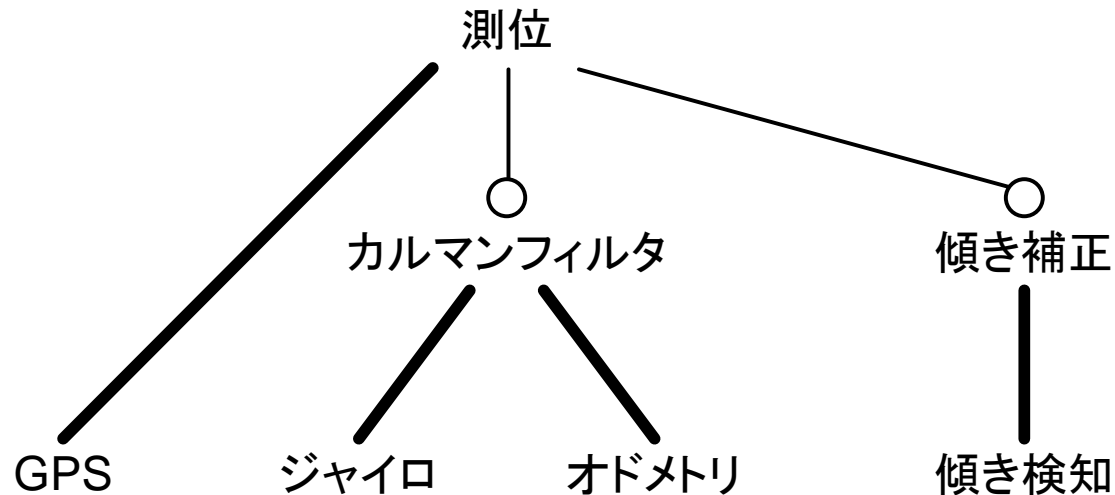 測位
カルマンフィルタ
傾き補正
GPS
ジャイロ
オドメトリ
傾き検知